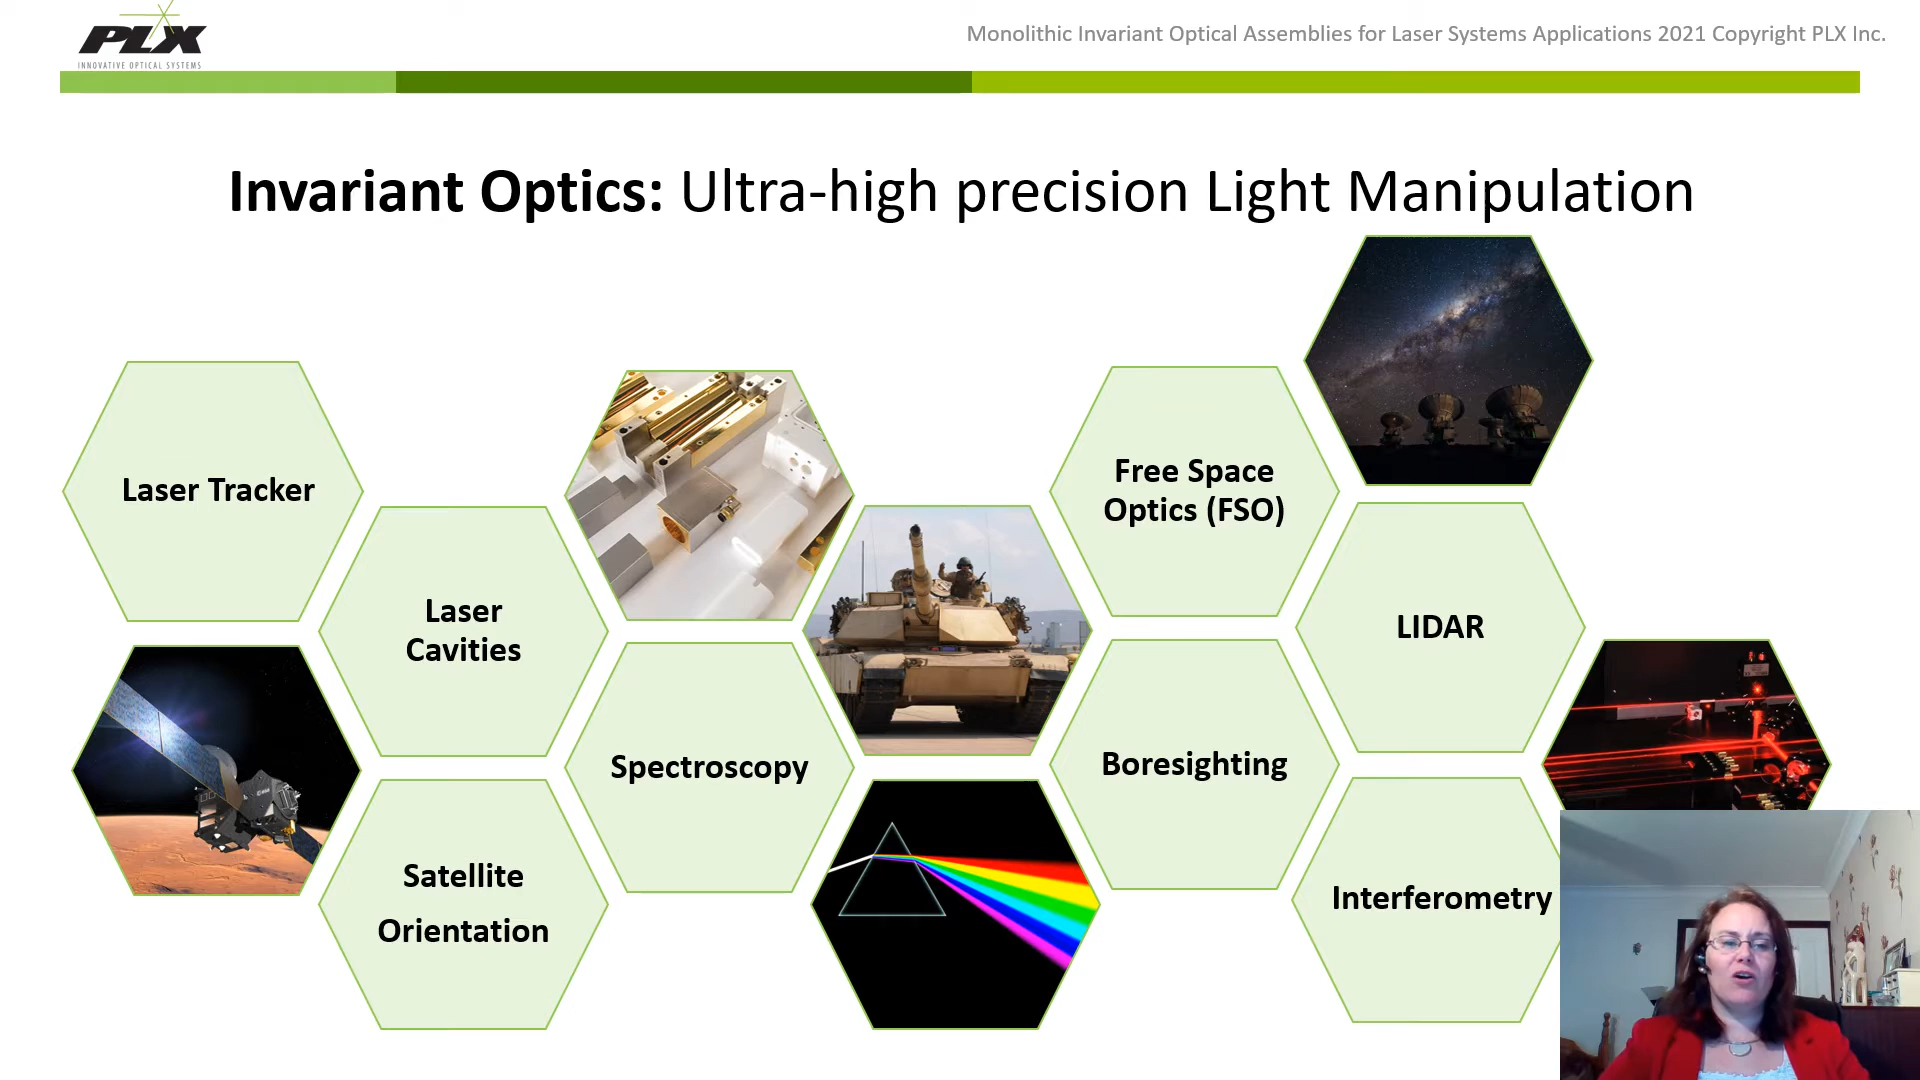 PLX
INNOVATIVE OPTICAL SYSTEMS
Monolithic Invariant Optical Assemblies for Laser Systems Applications 2021 Copyright PLX Inc.
Invariant Optics: Ultra-high precision Light Manipulation
Laser Tracker
Laser
Cavities
Satellite
Orientation
Spectroscopy
Free Space
Optics (FSO)
Boresighting
LIDAR
Interferometry